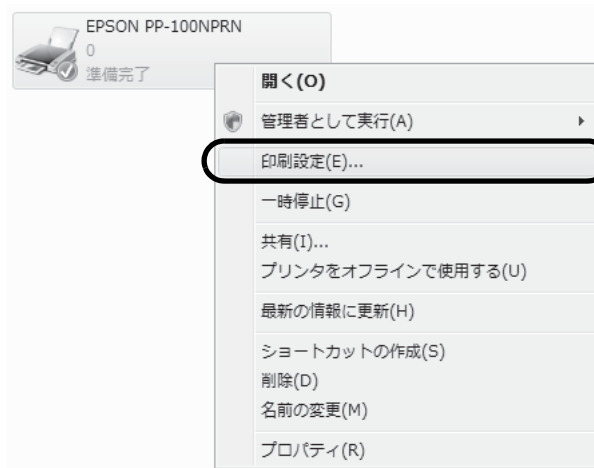 EPSON PP-100NPRN
0
準備完了
開く(O)
管理者として実行(A)
印刷設定(E)...
一時停止(G)
共有(I)...
プリンタをオフラインで使用する(U)
最新の情報に更新(H)
ショートカットの作成(S)
削除(D)
名前の変更(M)
プロパティ(R)